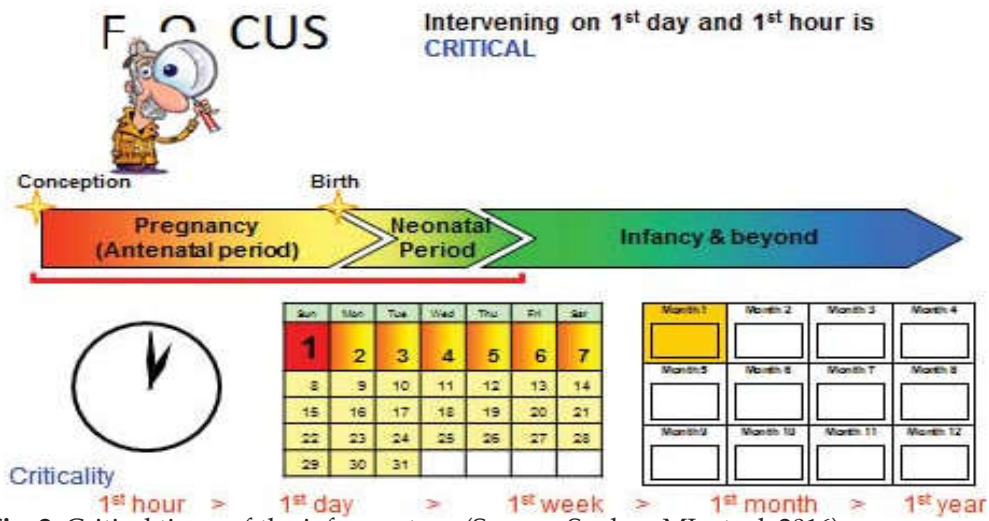 F O CUS
Intervening on 1st day and 1st hour is
CRITICAL
Conception
Birth
Pregnancy
(Antenatal period)
Neonatal
Period
Infancy & beyond
Sun Mon Tue Wed Thu Fri Sat
1 2 3 4 5 6 7
8 9 10 11 12 13 14
15 16 17 18 19 20 21
22 23 24 25 26 27 28
29 30 31
Month 1 Month 2 Month 3 Month 4
Month 5 Month 6 Month 7 Month 8
Month 9 Month 10 Month 11 Month 12
Criticality
1st hour > 1st day > 1st week > 1st month > 1st year